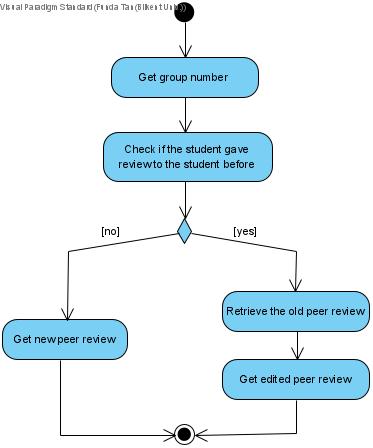 Visual Paradigm Standard (Funda Tan (Bilkent Univ.))
Get group number
Check if the student gave
review to the student before
[no]
[yes]
Retrieve the old peer review
Get new peer review
Get edited peer review